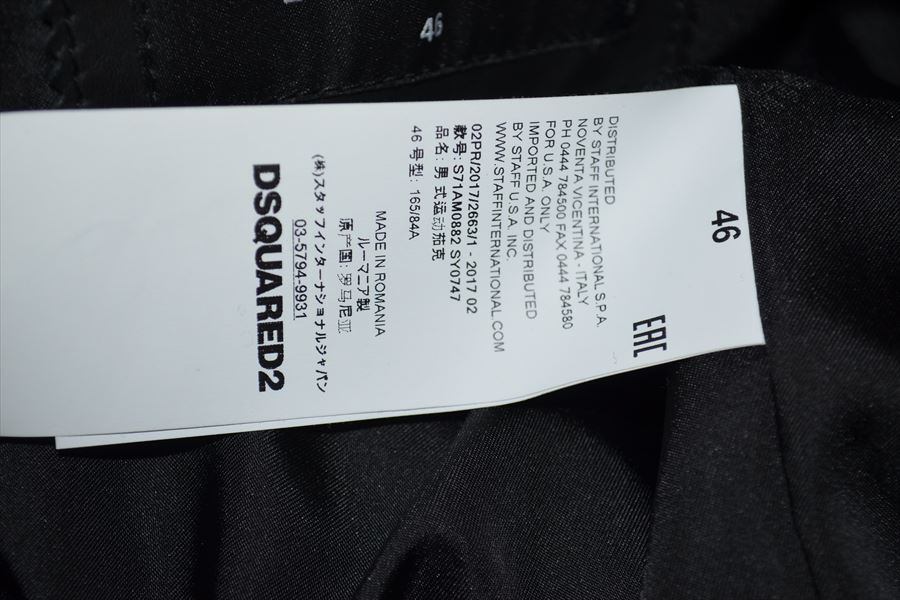 46
46
EAC
DISTRIBUTED
BY STAFF INTERNATIONAL S.P.A.
NOVENTA VICENTINA - ITALY
PH 0444 784500 FAX 0444 784580
FOR U.S.A. ONLY
IMPORTED AND DISTRIBUTED
BY STAFF U.S.A. INC.
WWW.STAFFINTERNATIONAL.COM
02PR/2017/2663/1 - 2017 02
款号: S71AM0882 SY0747
品名: 男式运动茄克
46 号型: 165/84A
MADE IN ROMANIA
ルーマニア製
原产国: 罗马尼亚
(株)スタッフインターナショナルジャパン
03-5794-9931
DSQUARED2